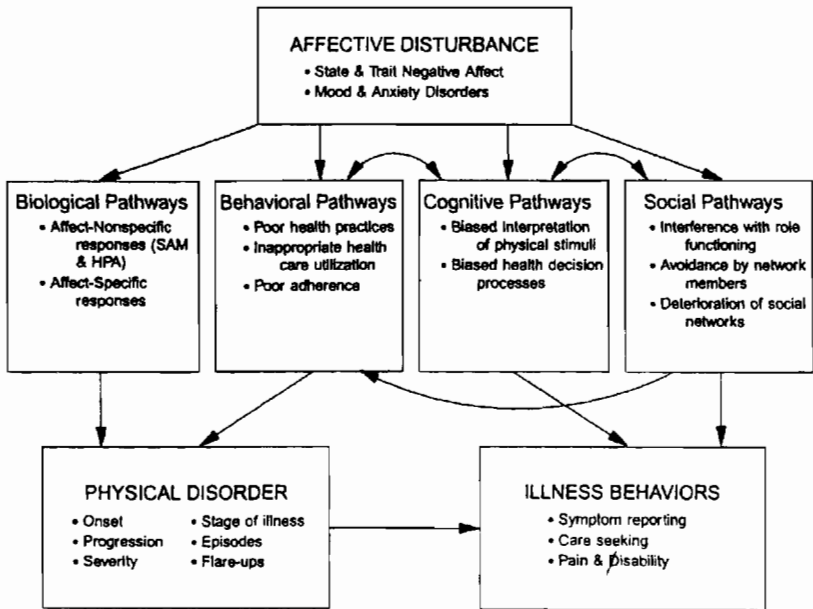 AFFECTIVE DISTURBANCE
• State & Trait Negative Affect
• Mood & Anxiety Disorders
Biological Pathways
• Affect-Nonspecific
responses (SAM
& HPA)
• Affect-Specific
responses
Behavioral Pathways
• Poor health practices
• Inappropriate health
care utilization
• Poor adherence
Cognitive Pathways
• Biased Interpretation
of physical stimuli
• Biased health decision
processes
Social Pathways
• Interference with role
functioning
• Avoidance by network
members
• Deterioration of social
networks
PHYSICAL DISORDER
• Onset
• Progression
• Severity
• Stage of illness
• Episodes
• Flare-ups
ILLNESS BEHAVIORS
• Symptom reporting
• Care seeking
• Pain & Disability